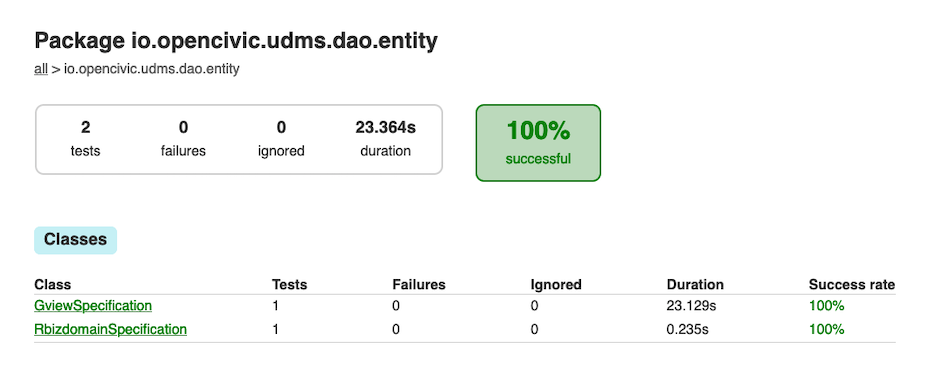 Package io.opencivic.udms.dao.entity
all > io.opencivic.udms.dao.entity
2 0 0 23.364s
tests failures ignored duration
100%
successful
Classes
Class Tests Failures Ignored Duration Success rate
GviewSpecification 1 0 0 23.129s 100%
RbizdomainSpecification 1 0 0 0.235s 100%